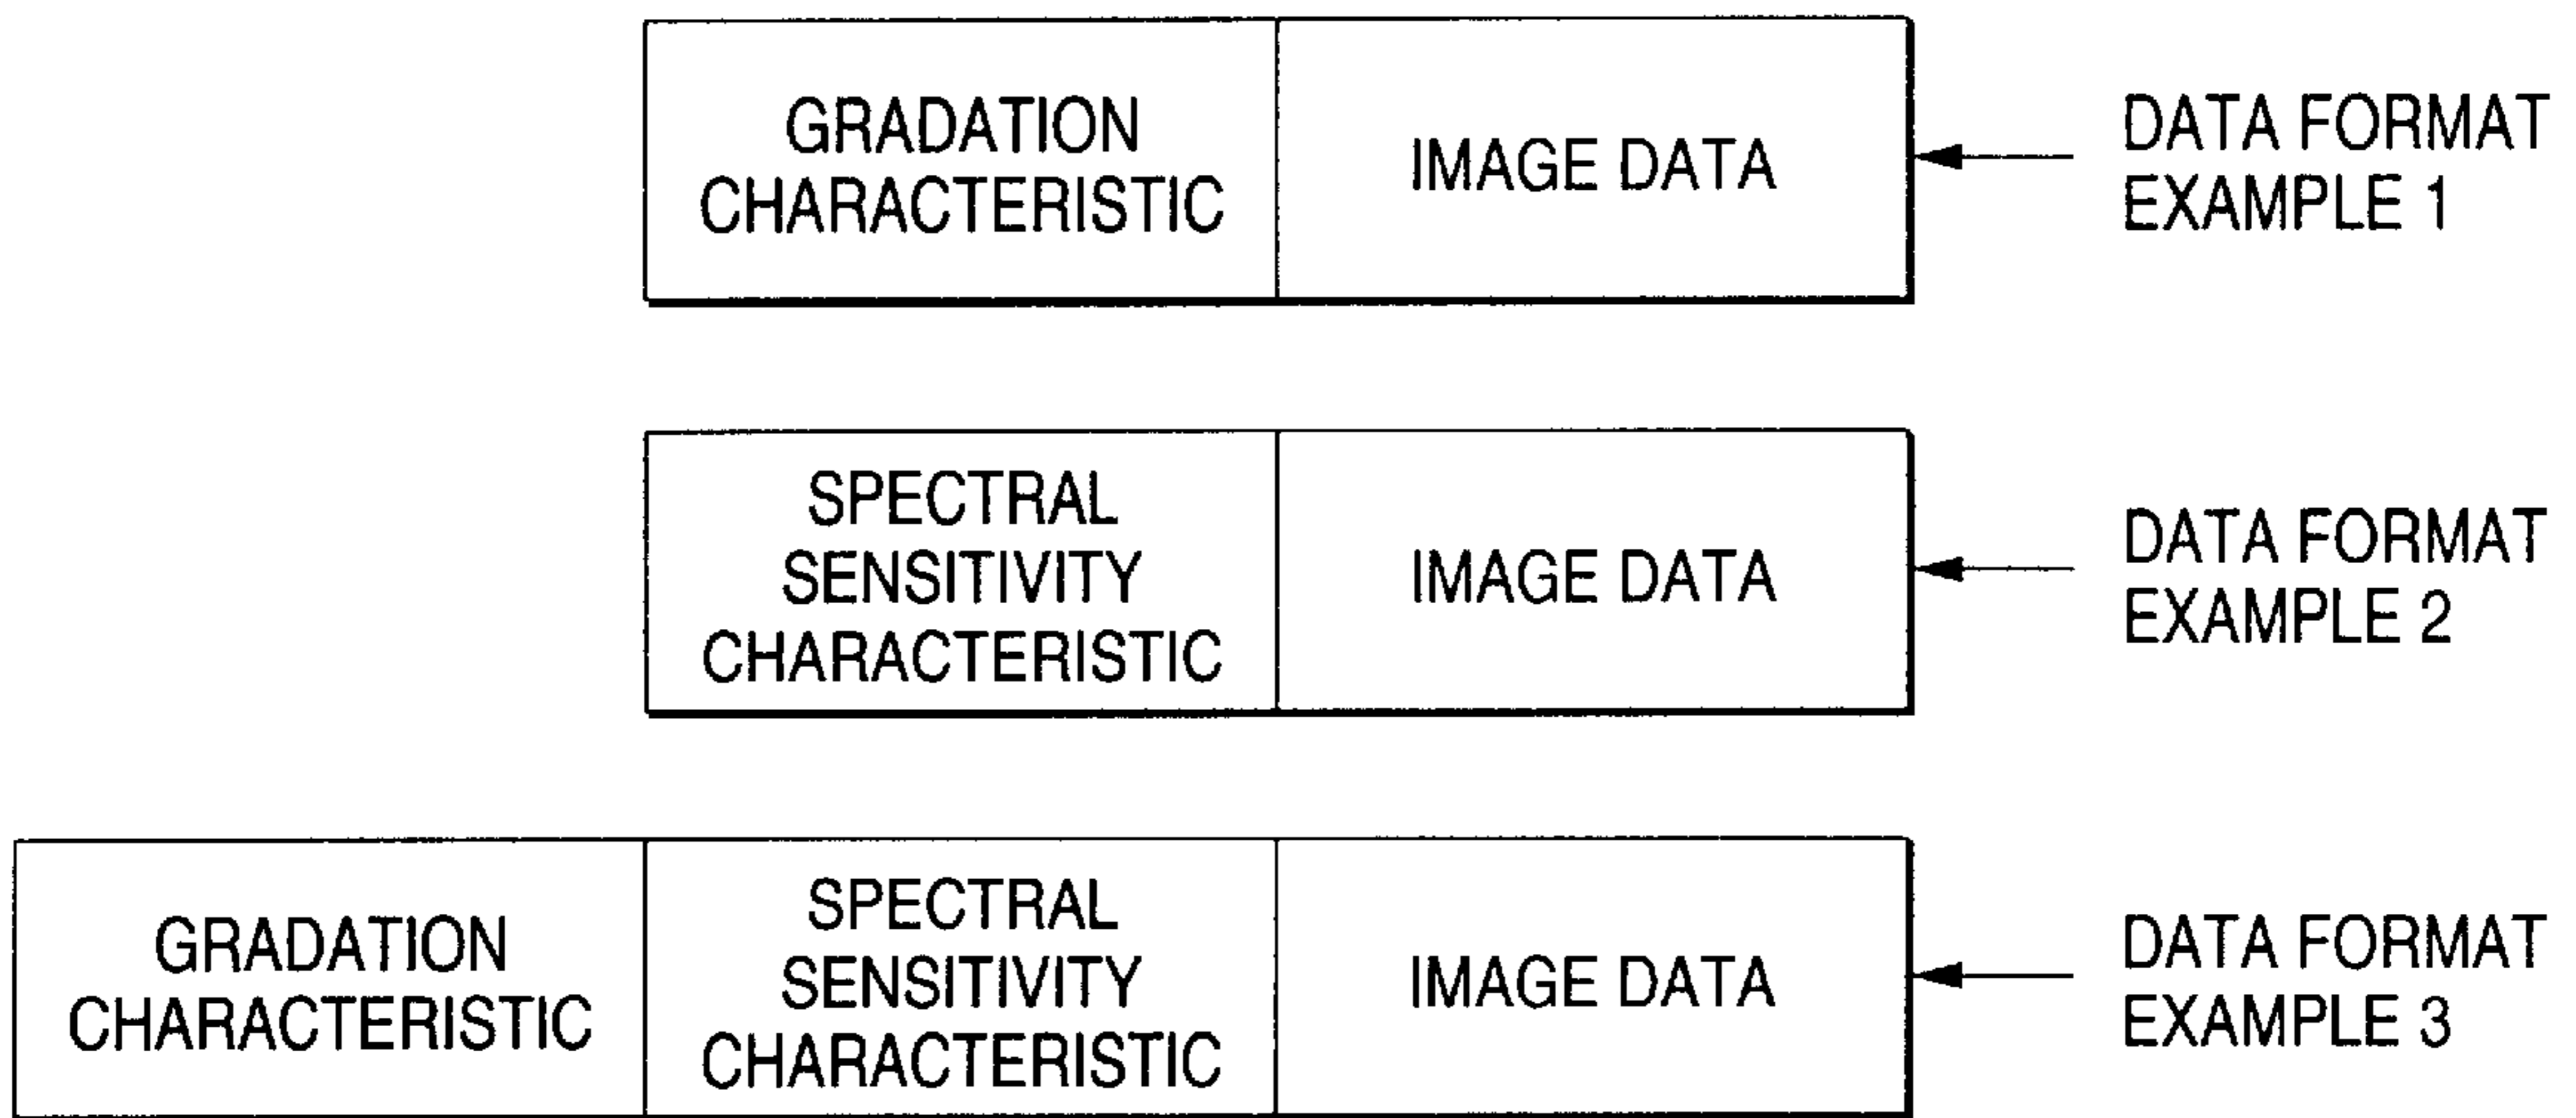 GRADATION
CHARACTERISTIC
IMAGE DATA
DATA FORMAT
EXAMPLE 1
SPECTRAL
SENSITIVITY
CHARACTERISTIC
IMAGE DATA
DATA FORMAT
EXAMPLE 2
GRADATION
CHARACTERISTIC
SPECTRAL
SENSITIVITY
CHARACTERISTIC
IMAGE DATA
DATA FORMAT
EXAMPLE 3